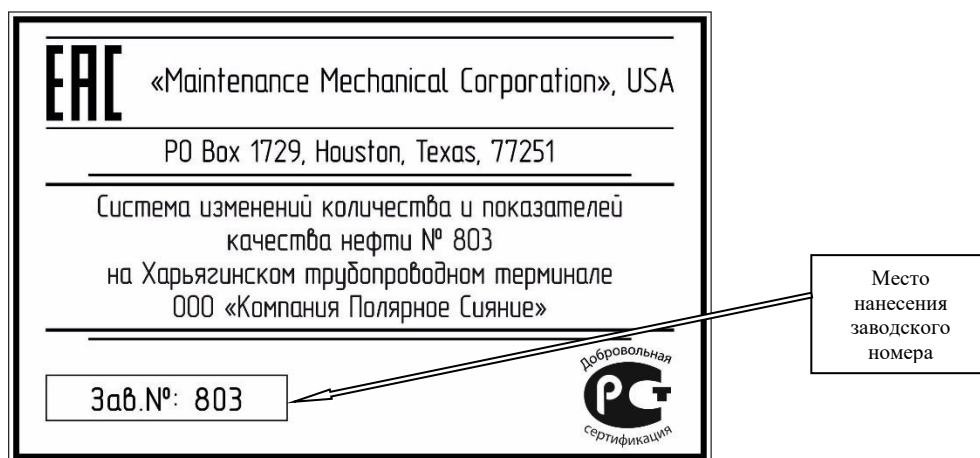 EAC
«Maintenance Mechanical Corporation», USA
PO Box 1729, Houston, Texas, 77251
Система изменений количества и показателей
качества нефти № 803
на Харьягинском трубопроводном терминале
ООО «Компания Полярное Сияние»
Зав.№: 803
Добровольная
РСТ
сертификация
Место
нанесения
заводского
номера